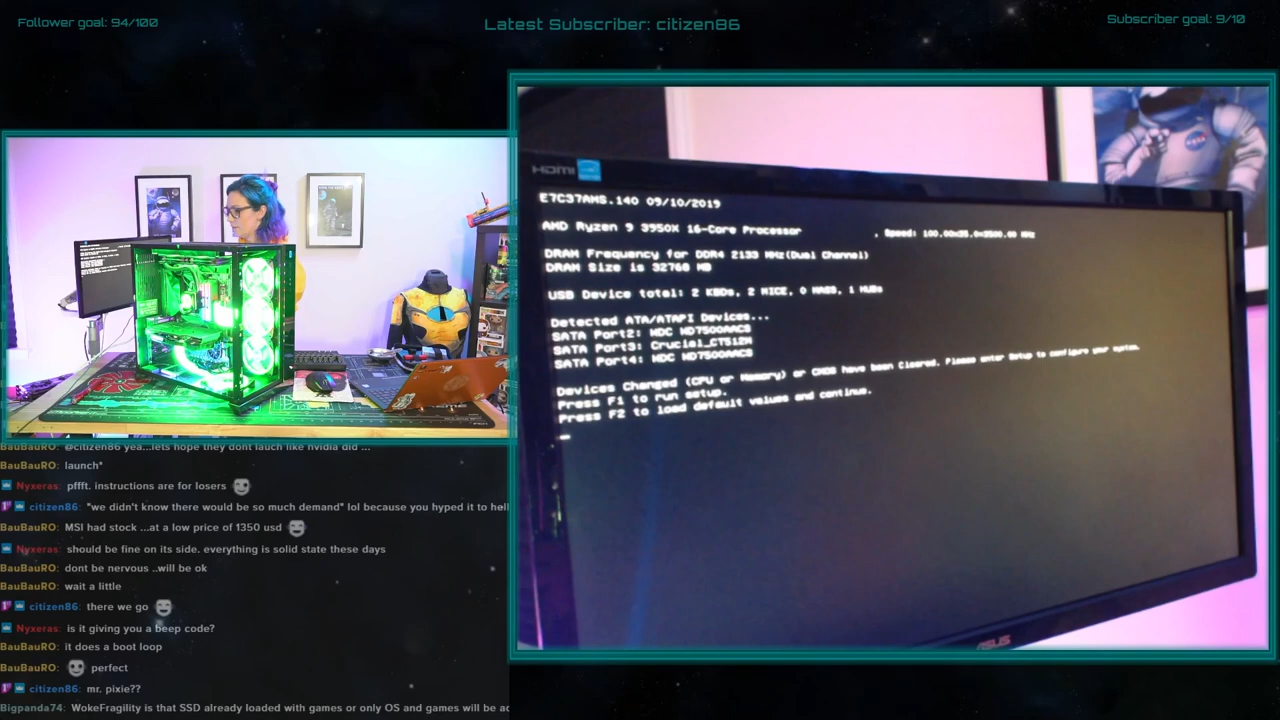 Follower goal: 94/100
Latest Subscriber: citizen86
Subscriber goal: 9/10
HDMI
E7C37AMS.140 09/10/2019
AMD Ryzen 9 3950X 16-Core Processor , Speed: 100.00x35.0=3500.00 MHz
DRAM Frequency for DDR4 2133 MHz(Dual Channel)
DRAM Size is 32768 MB
USB Device total: 2 KBDs, 2 MICE, 0 MASS, 1 HUBs
Detected ATA/ATAPI Devices...
SATA Port2: WDC WD7500AACS
SATA Port3: Crucial_CT512M
SATA Port4: WDC WD7500AACS
Devices Changed (CPU or Memory) or CMOS have been Cleared. Please enter Setup to configure your system.
Press F1 to run setup.
Press F2 to load default values and continue.
ASUS
BauBauRO: @citizen86 yea...lets hope they dont lauch like nvidia did ...
BauBauRO: launch*
Nyxeras: pffft. instructions are for losers
citizen86: "we didn't know there would be so much demand" lol because you hyped it to hell
BauBauRO: MSI had stock ...at a low price of 1350 usd
Nyxeras: should be fine on its side. everything is solid state these days
BauBauRO: dont be nervous ..will be ok
BauBauRO: wait a little
citizen86: there we go
Nyxeras: is it giving you a beep code?
BauBauRO: it does a boot loop
BauBauRO: perfect
citizen86: mr. pixie??
Bigpanda74: WokeFragility is that SSD already loaded with games or only OS and games will be